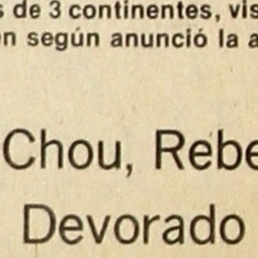 s de 3 continentes, vis
n según anunció la a
Chou, Rebe
Devorado